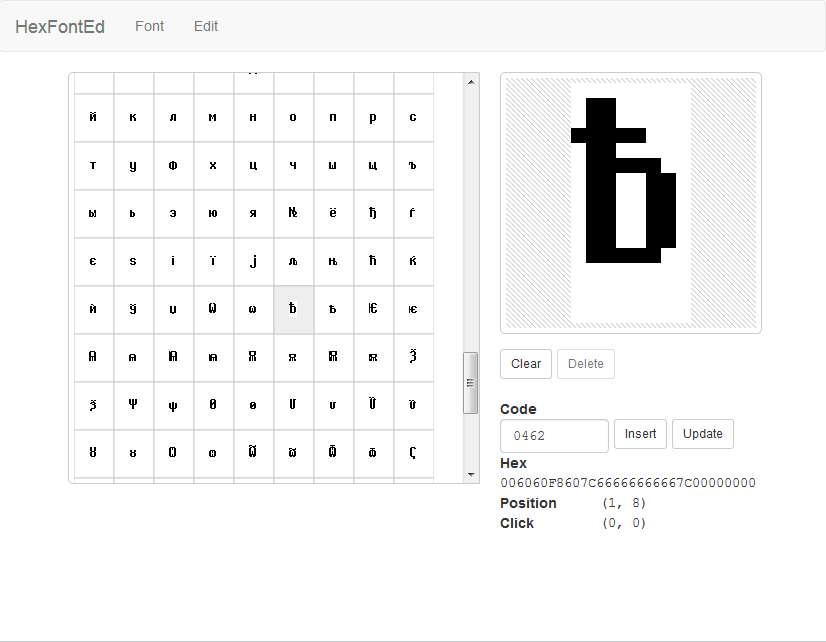 HexFontEd Font Edit
й к л м н о п р с
т у ф х ц ч ш щ ъ
ы ь э ю я № ё ђ ѓ
є ѕ і ї ј љ њ ћ ќ
ѝ ў џ Ѡ ѡ Ѣ ѣ Ѥ ѥ
Ѧ ѧ Ѩ ѩ Ѫ ѫ Ѭ ѭ Ѯ
ѯ Ѱ ѱ Ѳ ѳ Ѵ ѵ Ѷ ѷ
Ѹ ѹ Ѻ ѻ Ѽ ѽ Ѿ ѿ Ҁ
Ѣ
Clear Delete
Code
0462 Insert Update
Hex
006060F8607C66666666667C00000000
Position (1, 8)
Click (0, 0)